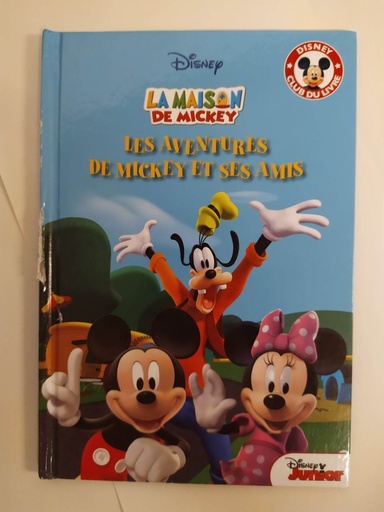 Disney
LA MAISON
DE MICKEY
DISNEY
CLUB DU LIVRE
LES AVENTURES
DE MICKEY ET SES AMIS
Disney
Junior